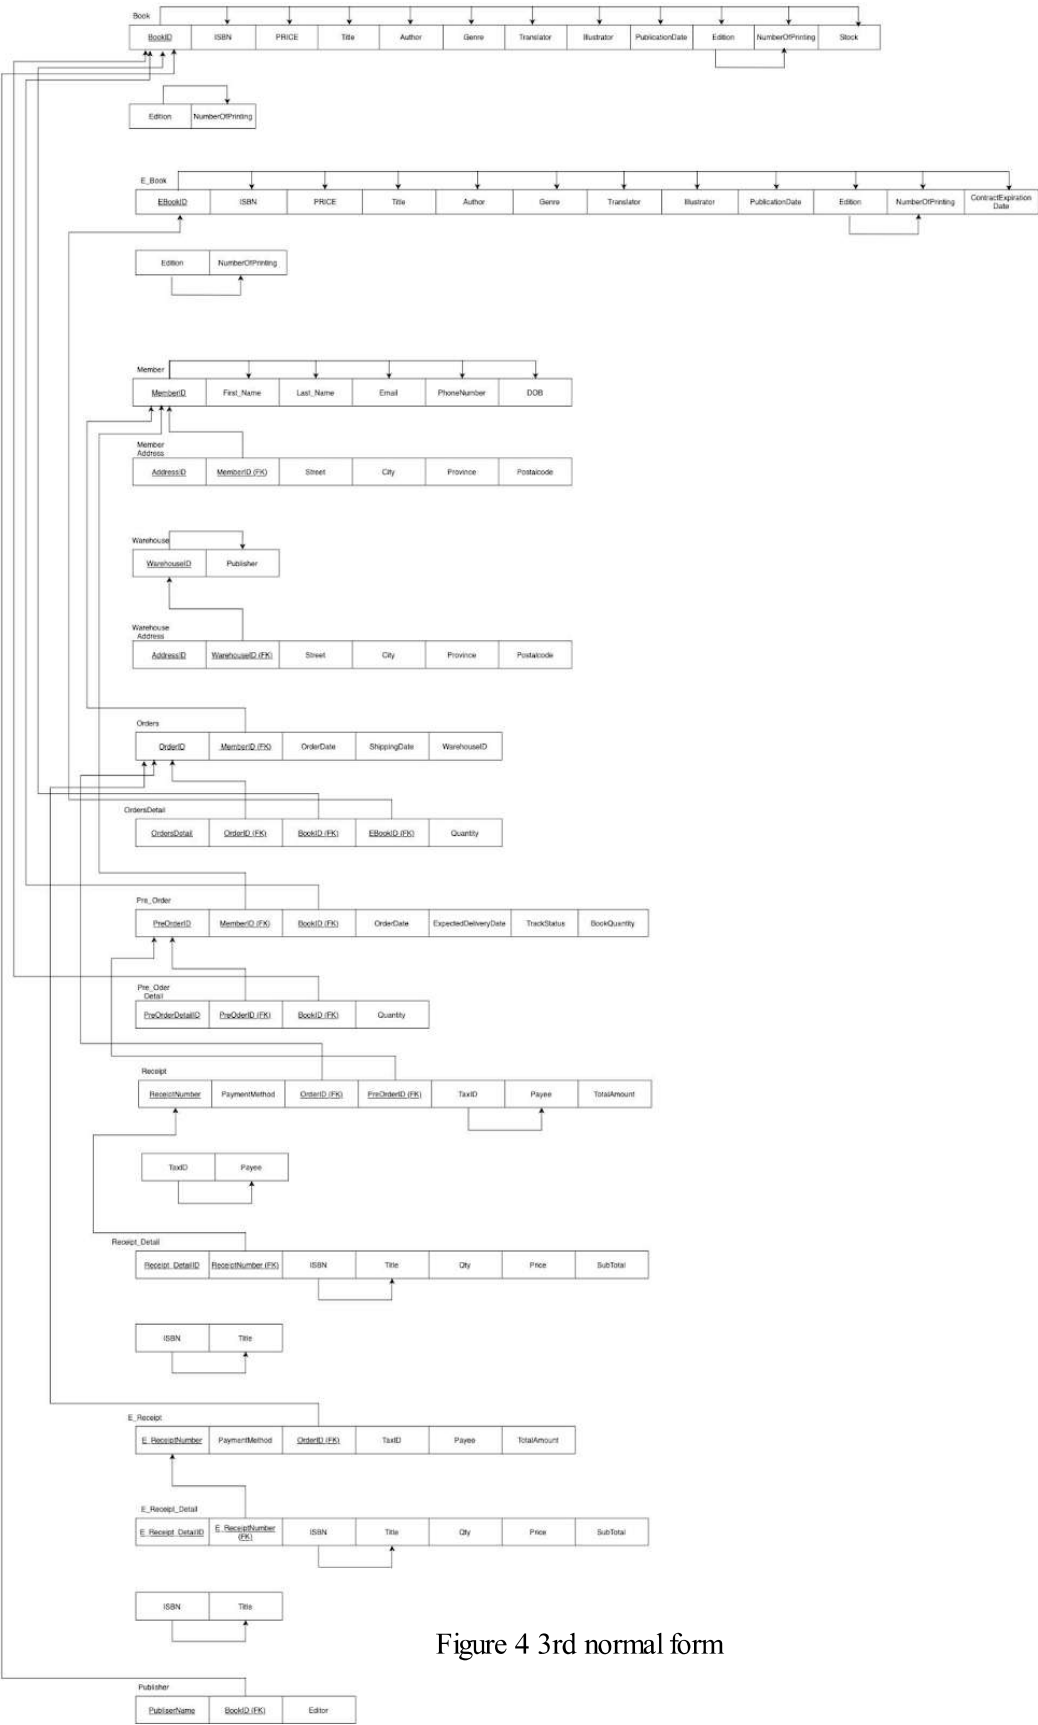 Book
BookID ISBN PRICE Title Author Genre Translator Illustrator PublicationDate Edition NumberOfPrinting Stock
Edition NumberOfPrinting
E_Book
EBookID ISBN PRICE Title Author Genre Translator Illustrator PublicationDate Edition NumberOfPrinting ContractExpiration
Date
Edition NumberOfPrinting
Member
MemberID First_Name Last_Name Email PhoneNumber DOB
Member
Address
AddressID MemberID (FK) Street City Province Postalcode
Warehouse
WarehouseID Publisher
Warehouse
Address
AddressID WarehouseID (FK) Street City Province Postalcode
Orders
OrderID MemberID (FK) OrderDate ShippingDate WarehouseID
OrdersDetail
OrdersDetail OrderID (FK) BookID (FK) EBookID (FK) Quantity
Pre_Order
PreOrderID MemberID (FK) BookID (FK) OrderDate ExpectedDeliveryDate TrackStatus BookQuantity
Pre_Oder
Detail
PreOrderDetailID PreOderID (FK) BookID (FK) Quantity
Receipt
ReceiptNumber PaymentMethod OrderID (FK) PreOrderID (FK) TaxID Payee TotalAmount
TaxID Payee
Receipt_Detail
Receipt_DetailID ReceiptNumber (FK) ISBN Title Qty Price SubTotal
ISBN Title
E_Receipt
E_ReceiptNumber PaymentMethod OrderID (FK) TaxID Payee TotalAmount
E_Receipt_Detail
E_Receipt_DetailID E_ReceiptNumber ISBN Title Qty Price SubTotal
(FK)
ISBN Title
Figure 4 3rd normal form
Publisher
PubliserName BookID (FK) Editor